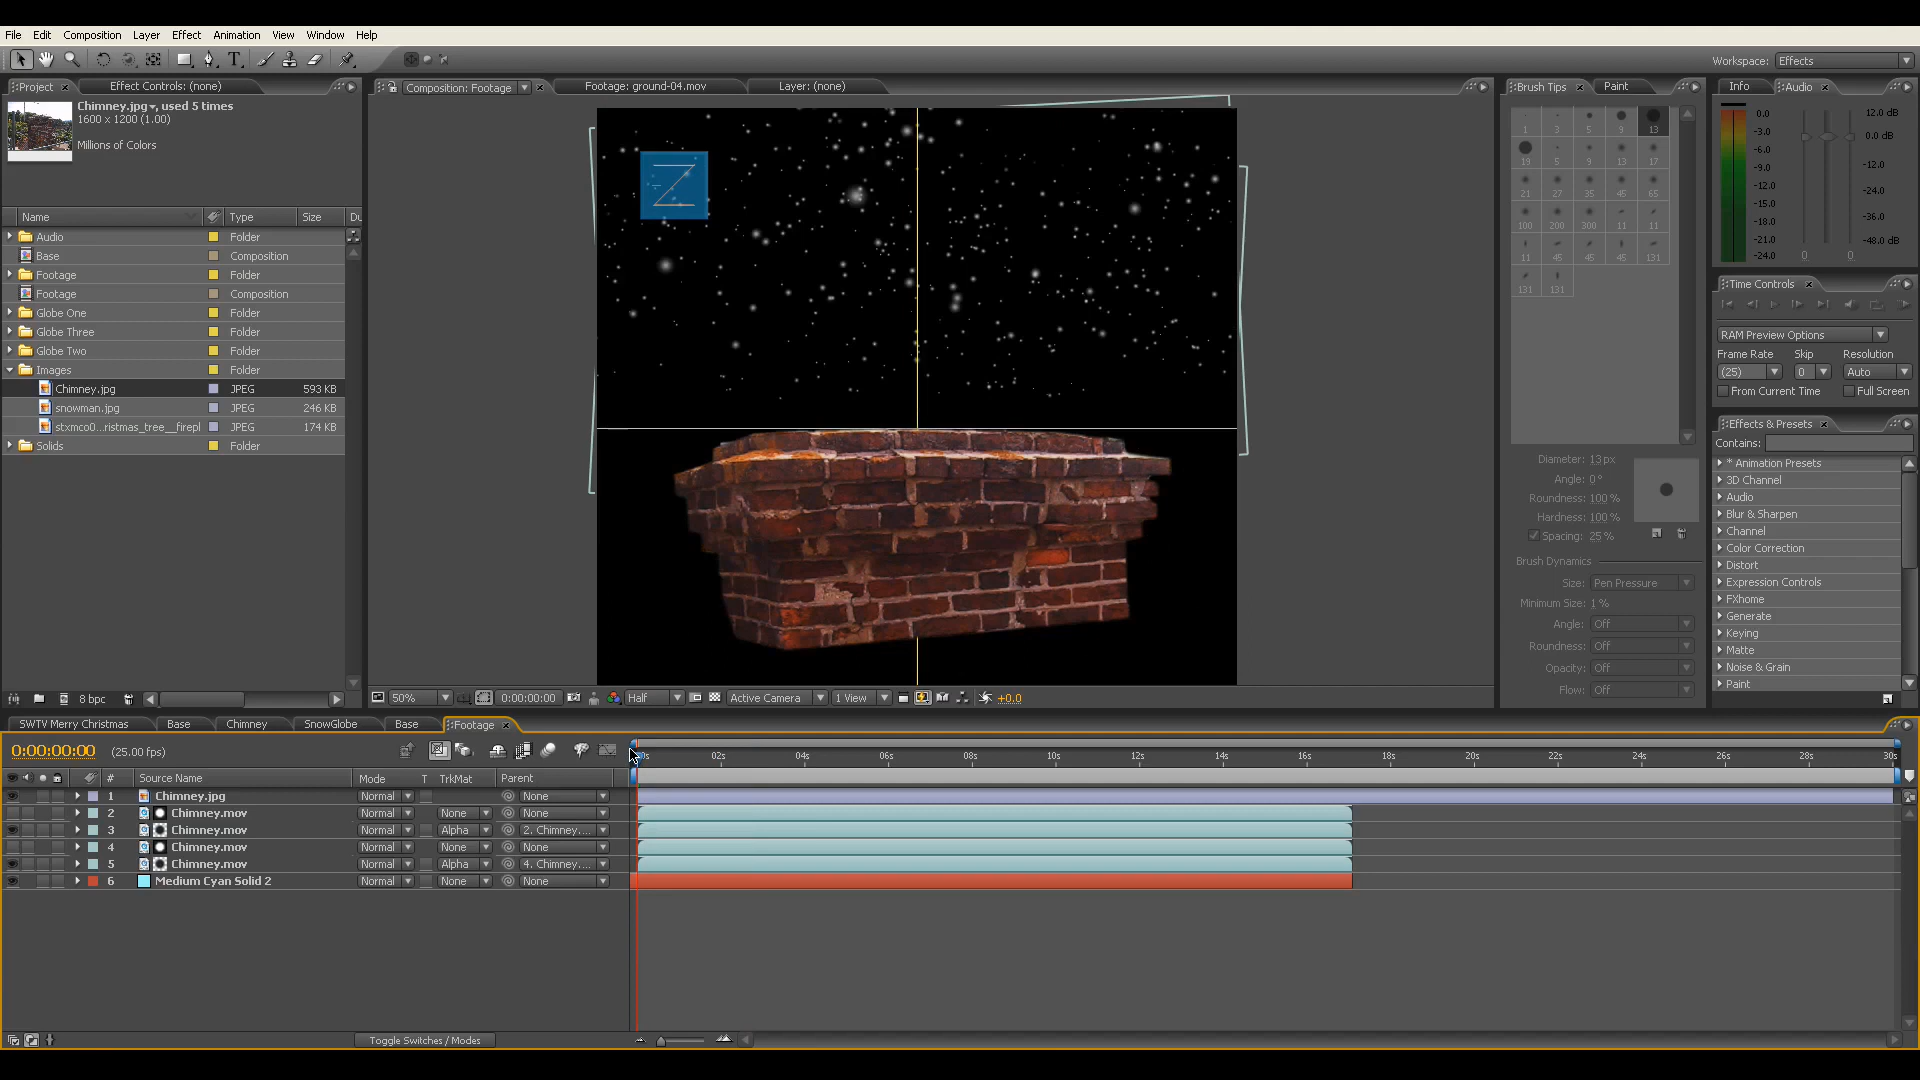 File Edit Composition Layer Effect Animation View Window Help
Workspace: Effects
Project
Effect Controls: (none)
Chimney.jpg, used 5 times
1600 x 1200 (1.00)
Millions of Colors
Name Type Size Du
Audio Folder
Base Composition
Footage Folder
Footage Composition
Globe One Folder
Globe Three Folder
Globe Two Folder
Images Folder
Chimney.jpg JPEG 593 KB
snowman.jpg JPEG 246 KB
stxmco0...ristmas_tree__firepl JPEG 174 KB
Solids Folder
8 bpc
Composition: Footage
Footage: ground-04.mov
Layer: (none)
Z
50% 0:00:00:00 Half Active Camera 1 View +0.0
Brush Tips Paint
1 3 5 9 13
19 5 9 13 17
21 27 35 45 65
100 200 300 11 11
11 45 45 45 131
131 131
Diameter: 13 px
Angle: 0 °
Roundness: 100 %
Hardness: 100 %
Spacing: 25 %
Brush Dynamics
Size: Pen Pressure
Minimum Size: 1 %
Angle: Off
Roundness: Off
Opacity: Off
Flow: Off
Info Audio
0.0 12.0 dB
-3.0 0.0 dB
-6.0
-9.0 -12.0
-12.0 -24.0
-15.0
-18.0 -36.0
-21.0 -48.0 dB
-24.0 0 0
Time Controls
RAM Preview Options
Frame Rate Skip Resolution
(25) 0 Auto
From Current Time Full Screen
Effects & Presets
Contains:
* Animation Presets
3D Channel
Audio
Blur & Sharpen
Channel
Color Correction
Distort
Expression Controls
FXhome
Generate
Keying
Matte
Noise & Grain
Paint
SWTV Merry Christmas Base Chimney SnowGlobe Base Footage
0:00:00:00 (25.00 fps)
02s 04s 06s 08s 10s 12s 14s 16s 18s 20s 22s 24s 26s 28s 30s
# Source Name Mode T TrkMat Parent
1 Chimney.jpg Normal None
2 Chimney.mov Normal None None
3 Chimney.mov Normal Alpha 2. Chimney....
4 Chimney.mov Normal None None
5 Chimney.mov Normal Alpha 4. Chimney....
6 Medium Cyan Solid 2 Normal None None
Toggle Switches / Modes